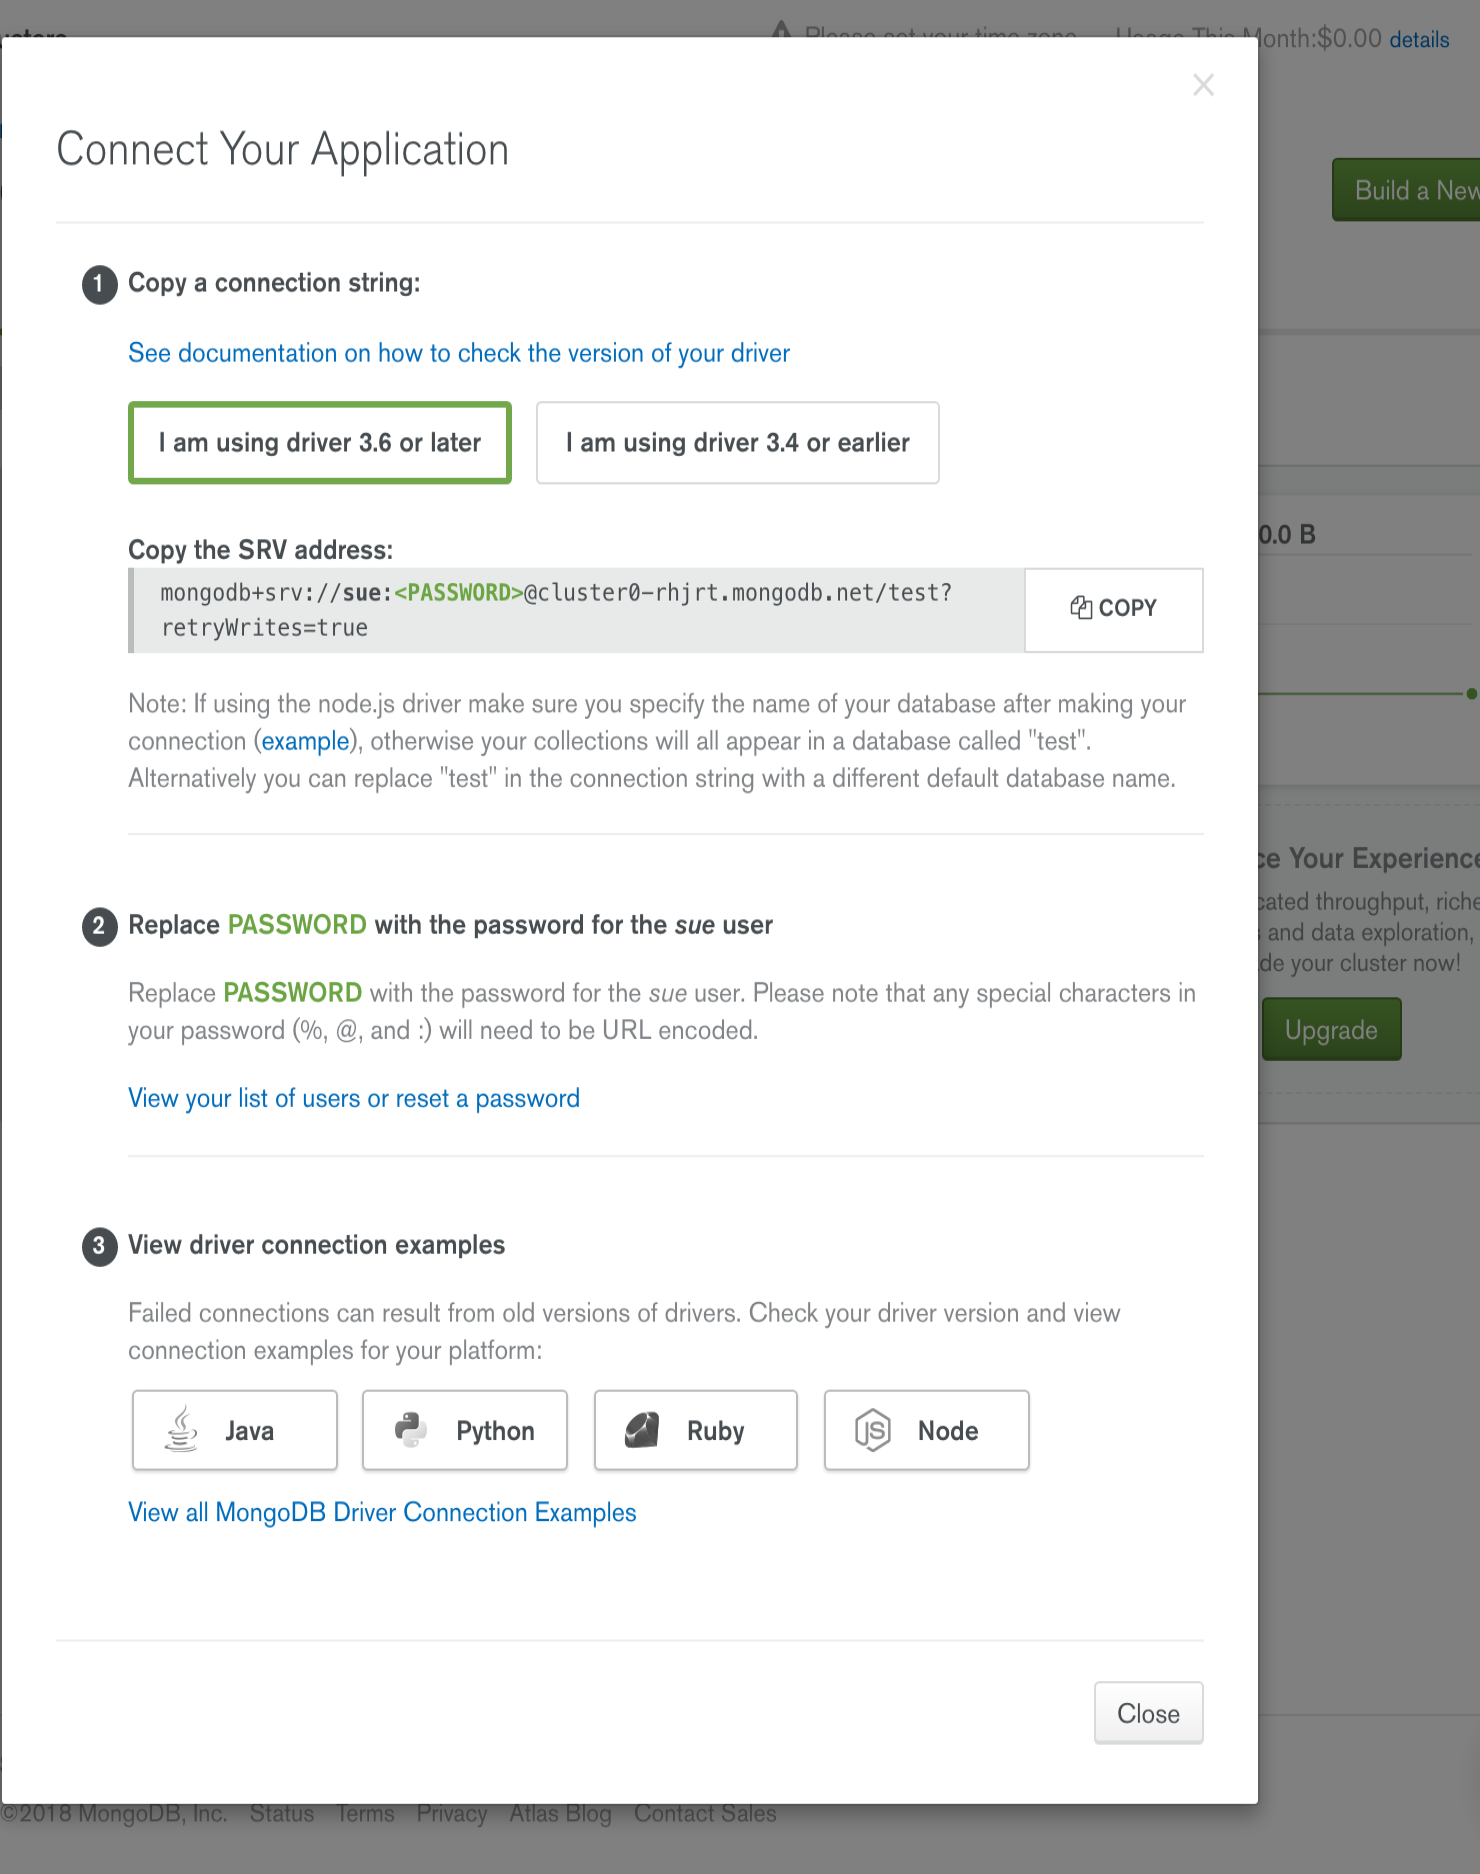 Month:$0.00 details
Connect Your Application
Build a New
1 Copy a connection string:
See documentation on how to check the version of your driver
I am using driver 3.6 or later
I am using driver 3.4 or earlier
0.0 B
Copy the SRV address:
mongodb+srv://sue:<PASSWORD>@cluster0-rhjrt.mongodb.net/test?
retryWrites=true
COPY
Note: If using the node.js driver make sure you specify the name of your database after making your
connection (example), otherwise your collections will all appear in a database called "test".
Alternatively you can replace "test" in the connection string with a different default database name.
ce Your Experience
cated throughput, riche
and data exploration,
de your cluster now!
Upgrade
2 Replace PASSWORD with the password for the sue user
Replace PASSWORD with the password for the sue user. Please note that any special characters in
your password (%, @, and :) will need to be URL encoded.
View your list of users or reset a password
3 View driver connection examples
Failed connections can result from old versions of drivers. Check your driver version and view
connection examples for your platform:
Java
Python
Ruby
JS Node
View all MongoDB Driver Connection Examples
Close
©2018 MongoDB, Inc. Status Terms Privacy Atlas Blog Contact Sales